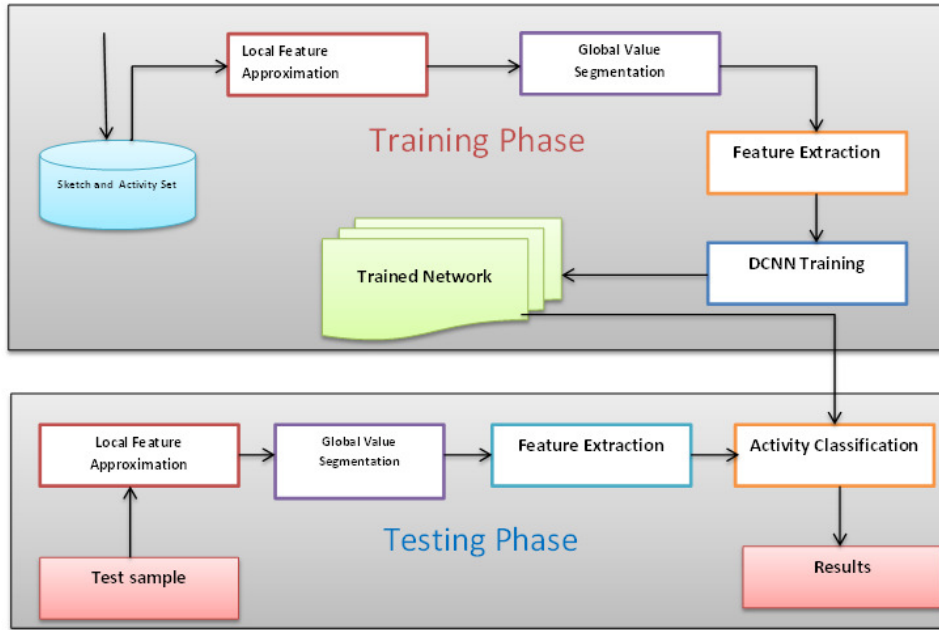 Local Feature
Approximation
Global Value
Segmentation
Training Phase
Feature Extraction
Sketch and Activity Set
Trained Network
DCNN Training
Local Feature
Approximation
Global Value
Segmentation
Feature Extraction
Activity Classification
Testing Phase
Test sample
Results